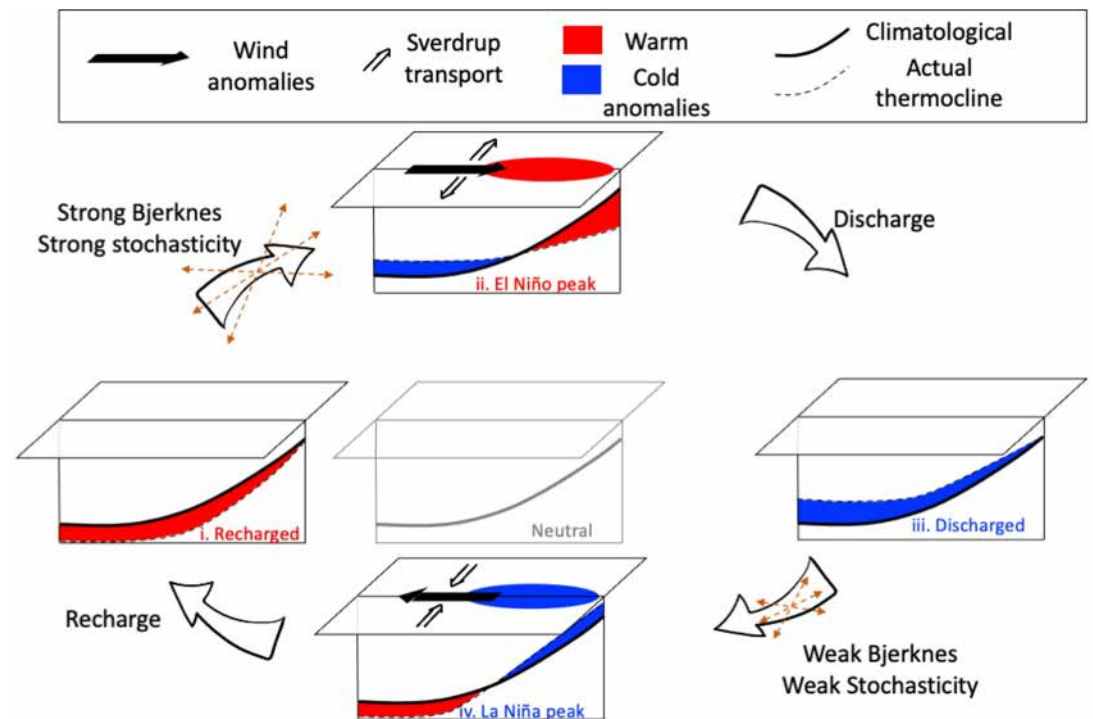 Wind
anomalies
Sverdrup
transport
Warm
Cold
anomalies
Climatological
Actual
thermocline
Strong Bjerknes
Strong stochasticity
ii. El Niño peak
Discharge
i. Recharged
Neutral
iii. Discharged
Recharge
iv. La Niña peak
Weak Bjerknes
Weak Stochasticity